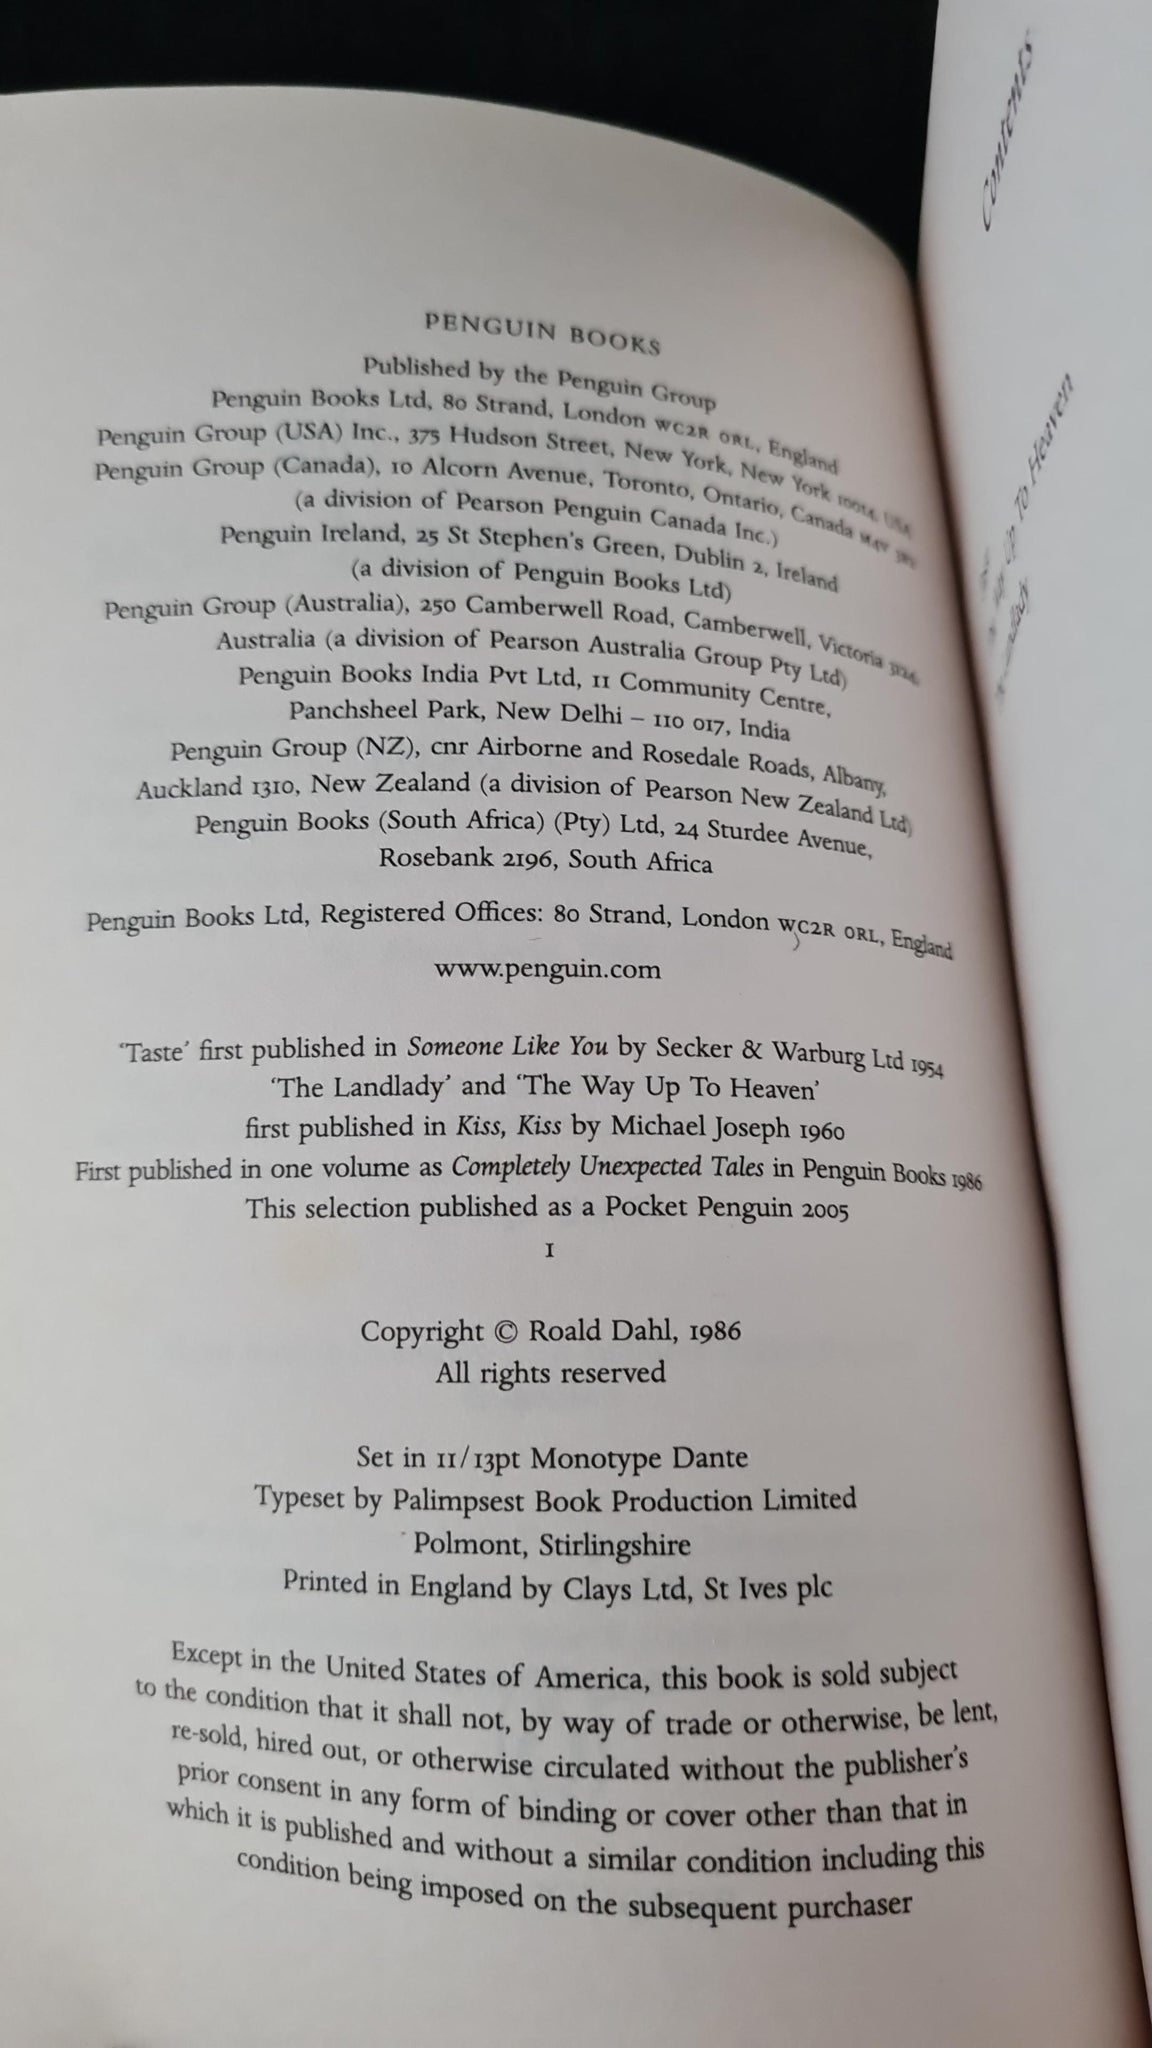 PENGUIN BOOKS
Published by the Penguin Group
Penguin Books Ltd, 80 Strand, London WC2R 0RL, England
Penguin Group (USA) Inc., 375 Hudson Street, New York, New York 10014, USA
Penguin Group (Canada), 10 Alcorn Avenue, Toronto, Ontario, Canada
(a division of Pearson Penguin Canada Inc.)
Penguin Ireland, 25 St Stephen's Green, Dublin 2, Ireland
(a division of Penguin Books Ltd)
Penguin Group (Australia), 250 Camberwell Road, Camberwell, Victoria 3124,
Australia (a division of Pearson Australia Group Pty Ltd)
Penguin Books India Pvt Ltd, 11 Community Centre,
Panchsheel Park, New Delhi – 110 017, India
Penguin Group (NZ), cnr Airborne and Rosedale Roads, Albany,
Auckland 1310, New Zealand (a division of Pearson New Zealand Ltd)
Penguin Books (South Africa) (Pty) Ltd, 24 Sturdee Avenue,
Rosebank 2196, South Africa
Penguin Books Ltd, Registered Offices: 80 Strand, London WC2R 0RL, England
www.penguin.com
‘Taste’ first published in Someone Like You by Secker & Warburg Ltd 1954
‘The Landlady’ and ‘The Way Up To Heaven’
first published in Kiss, Kiss by Michael Joseph 1960
First published in one volume as Completely Unexpected Tales in Penguin Books 1986
This selection published as a Pocket Penguin 2005
1
Copyright © Roald Dahl, 1986
All rights reserved
Set in 11/13pt Monotype Dante
Typeset by Palimpsest Book Production Limited
Polmont, Stirlingshire
Printed in England by Clays Ltd, St Ives plc
Except in the United States of America, this book is sold subject
to the condition that it shall not, by way of trade or otherwise, be lent,
re-sold, hired out, or otherwise circulated without the publisher's
prior consent in any form of binding or cover other than that in
which it is published and without a similar condition including this
condition being imposed on the subsequent purchaser
Contents
Up To Heaven